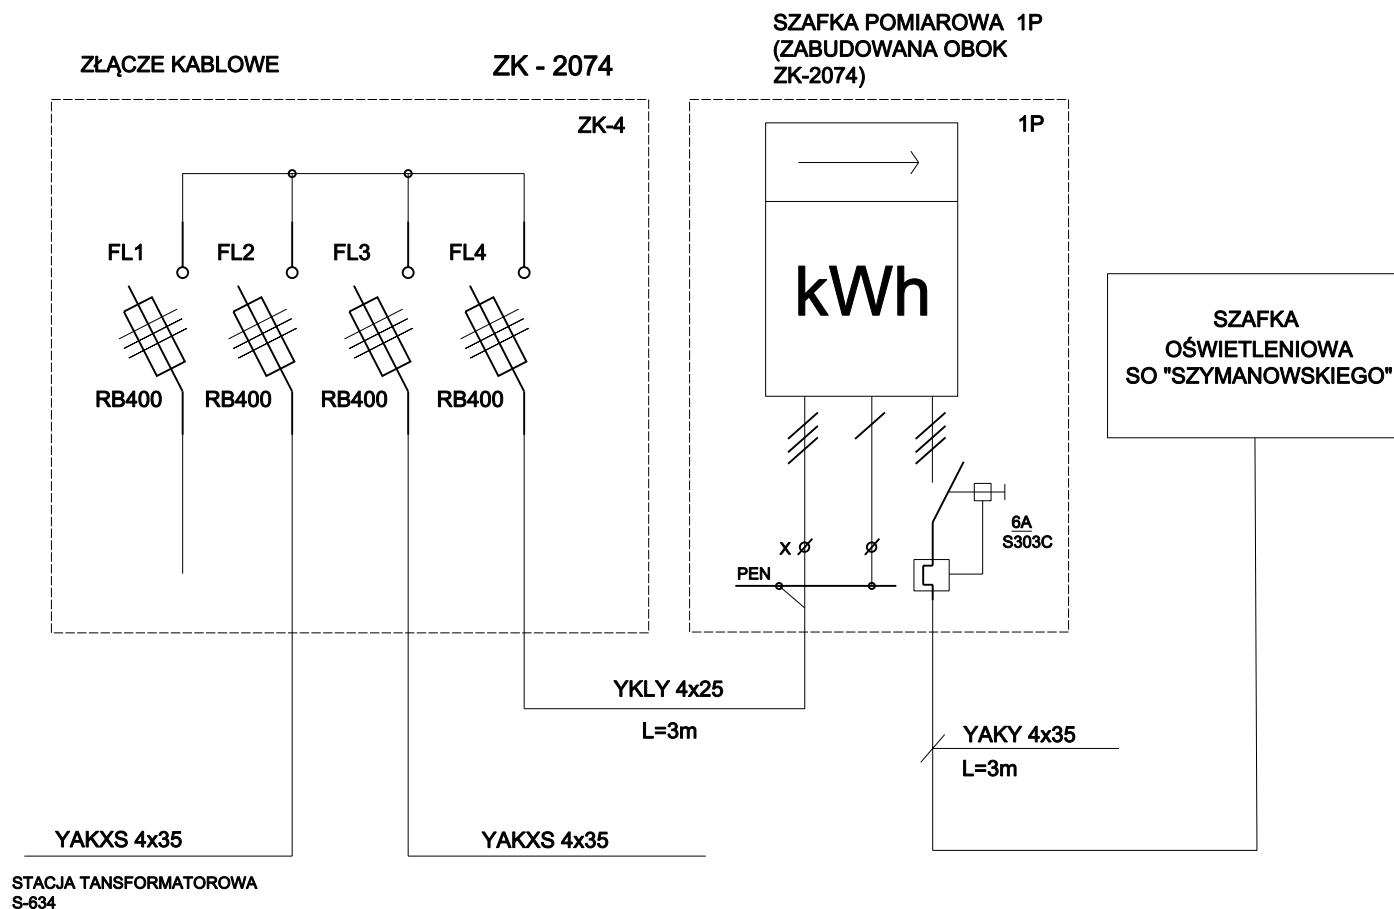 ZŁĄCZE KABLOWE
ZK - 2074
SZAFKA POMIAROWA 1P
(ZABUDOWANA OBOK
ZK-2074)
ZK-4
1P
FL1
FL2
FL3
FL4
kWh
RB400
RB400
RB400
RB400
SZAFKA
OŚWIETLENIOWA
SO "SZYMANOWSKIEGO"
6A
S303C
X
PEN
YKLY 4x25
L=3m
YAKY 4x35
L=3m
YAKXS 4x35
YAKXS 4x35
STACJA TANSFORMATOROWA
S-634